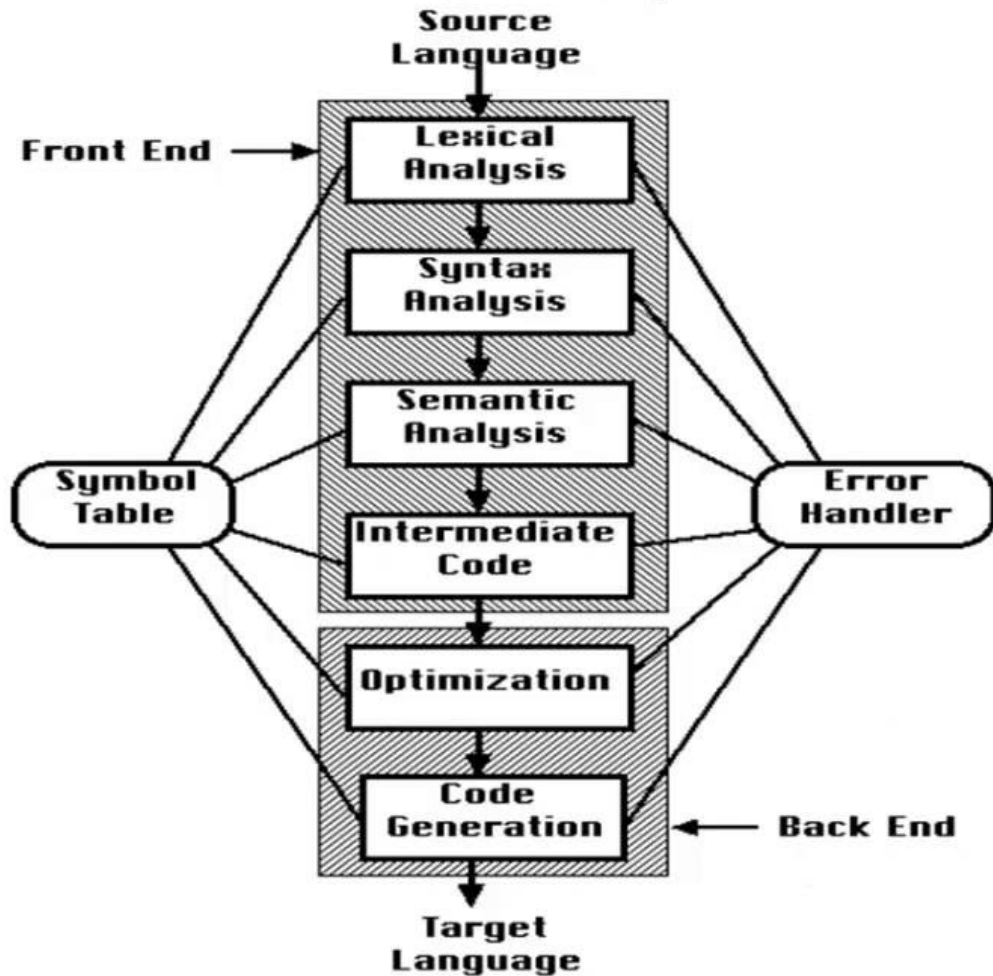 Source
Language
Front End
Lexical
Analysis
Syntax
Analysis
Semantic
Analysis
Symbol
Table
Error
Handler
Intermediate
Code
Optimization
Code
Generation
Back End
Target
Language